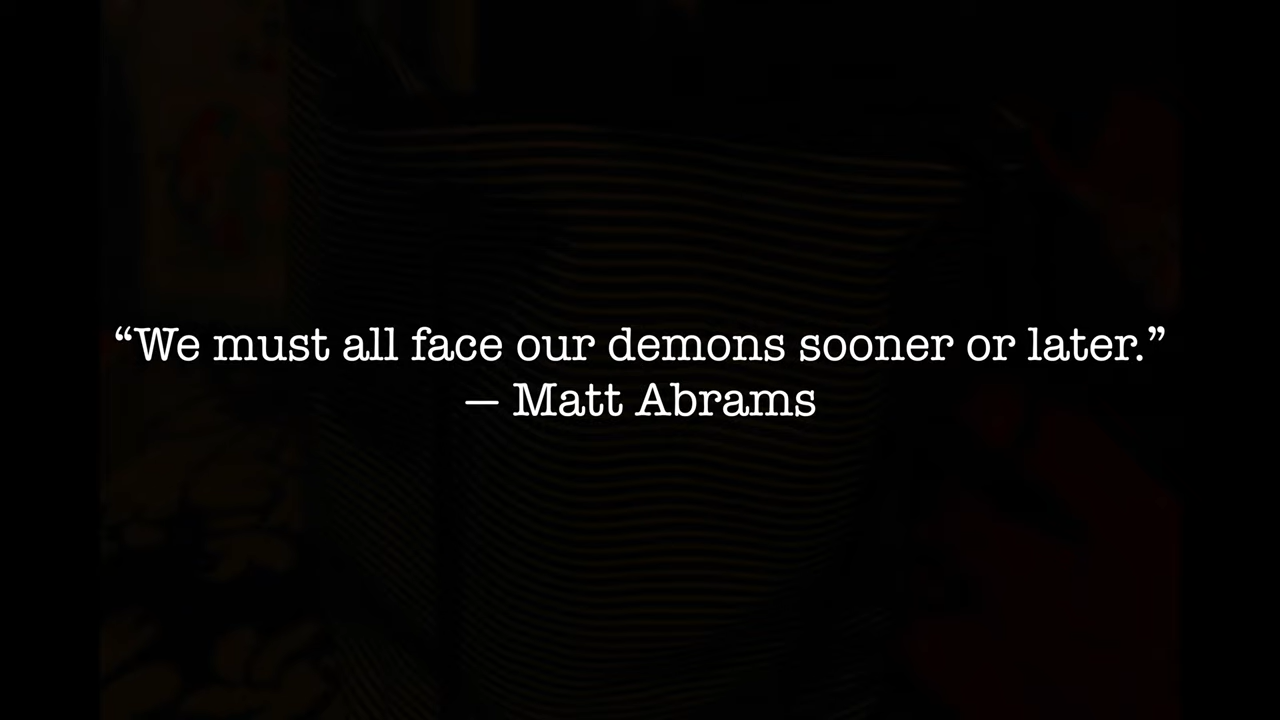 “We must all face our demons sooner or later.”
— Matt Abrams